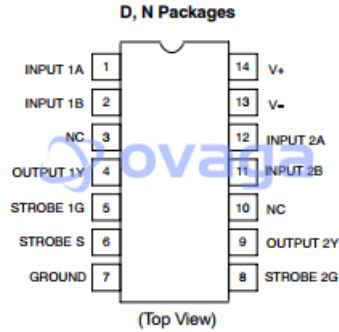 D, N Packages
INPUT 1A 1 14 V+
INPUT 1B 2 13 V–
NC 3 12 INPUT 2A
OUTPUT 1Y 4 11 INPUT 2B
STROBE 1G 5 10 NC
STROBE S 6 9 OUTPUT 2Y
GROUND 7 8 STROBE 2G
ovaga
(Top View)